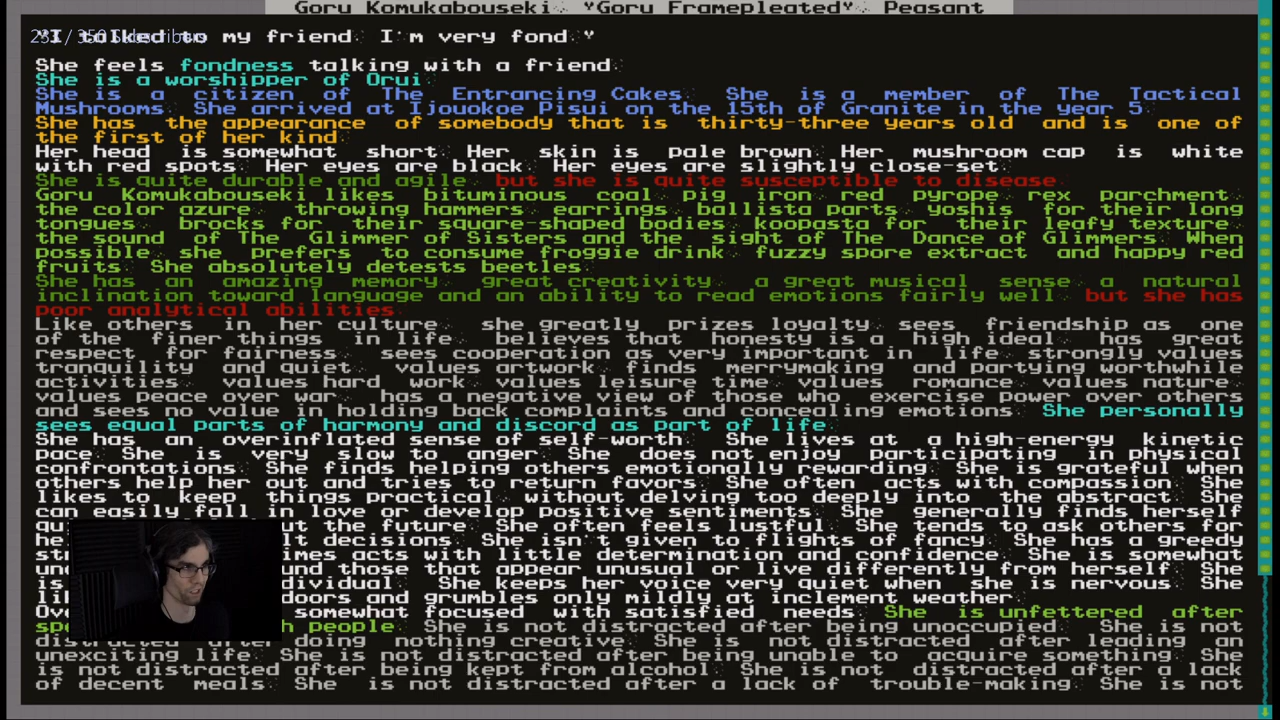 Goru Komukabouseki. "Goru Framepleated". Peasant
/ 350 Subscribers
my friend. I'm very fond."
She feels fondness talking with a friend.
She is a worshipper of Orui.
She is a citizen of The Entrancing Cakes. She is a member of The Tactical
Mushrooms. She arrived at Ijouokoe Pisui on the 15th of Granite in the year 5.
She has the appearance of somebody that is thirty-three years old and is one of
the first of her kind.
Her head is somewhat short. Her skin is pale brown. Her mushroom cap is white
with red spots. Her eyes are black. Her eyes are slightly close-set.
She is quite durable and agile, but she is quite susceptible to disease.
Goru Komukabouseki likes bituminous coal, pig iron, red pyrope, rex parchment,
the color azure, throwing hammers, earrings, ballista parts, yoshis for their long
tongues, brocks for their square-shaped bodies, koopasta for their leafy texture,
the sound of The Glimmer of Sisters and the sight of The Dance of Glimmers. When
possible, she prefers to consume froggie drink, fuzzy spore extract, and happy red
fruits. She absolutely detests beetles.
She has an amazing memory, great creativity, a great musical sense, a natural
inclination toward language and an ability to read emotions fairly well, but she has
poor analytical abilities.
Like others in her culture, she greatly prizes loyalty, sees friendship as one
of the finer things in life, believes that honesty is a high ideal, has great
respect for fairness, sees cooperation as very important in life, strongly values
tranquility and quiet, values artwork, finds merrymaking and partying worthwhile
activities, values hard work, values leisure time, values romance, values nature,
values peace over war, has a negative view of those who exercise power over others
and sees no value in holding back complaints and concealing emotions. She personally
sees equal parts of harmony and discord as part of life.
She has an overinflated sense of self-worth. She lives at a high-energy kinetic
pace. She is very slow to anger. She does not enjoy participating in physical
confrontations. She finds helping others emotionally rewarding. She is grateful when
others help her out and tries to return favors. She often acts with compassion. She
likes to keep things practical, without delving too deeply into the abstract. She
can easily fall in love or develop positive sentiments. She generally finds herself
the future. She often feels lustful. She tends to ask others for
decisions. She isn't given to flights of fancy. She has a greedy
acts with little determination and confidence. She is somewhat
those that appear unusual or live differently from herself. She
She keeps her voice very quiet when she is nervous. She
and grumbles only mildly at inclement weather.
somewhat focused with satisfied needs. She is unfettered after
people. She is not distracted after being unoccupied. She is not
distracted after doing nothing creative. She is not distracted after leading an
unexciting life. She is not distracted after being unable to acquire something. She
is not distracted after being kept from alcohol. She is not distracted after a lack
of decent meals. She is not distracted after a lack of trouble-making. She is not